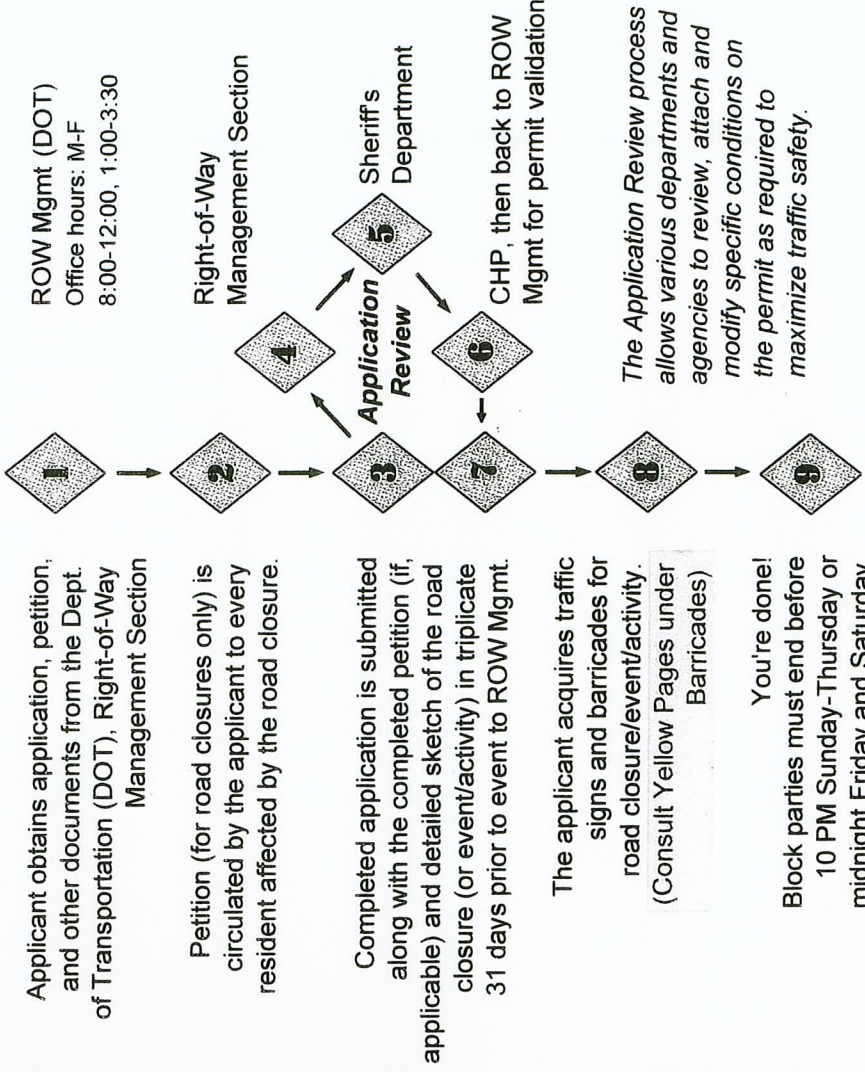 Applicant obtains application, petition,
and other documents from the Dept.
of Transportation (DOT), Right-of-Way
Management Section
1
ROW Mgmt (DOT)
Office hours: M-F
8:00-12:00, 1:00-3:30
Petition (for road closures only) is
circulated by the applicant to every
resident affected by the road closure.
2
Right-of-Way
Management Section
4
Completed application is submitted
along with the completed petition (if,
applicable) and detailed sketch of the road
closure (or event/activity) in triplicate
31 days prior to event to ROW Mgmt.
3
Application
Review
5
Sheriff's
Department
7
6
CHP, then back to ROW
Mgmt for permit validation
The applicant acquires traffic
signs and barricades for
road closure/event/activity.
(Consult Yellow Pages under
Barricades)
8
The Application Review process
allows various departments and
agencies to review, attach and
modify specific conditions on
the permit as required to
maximize traffic safety.
You're done!
Block parties must end before
10 PM Sunday-Thursday or
midnight Friday and Saturday
9